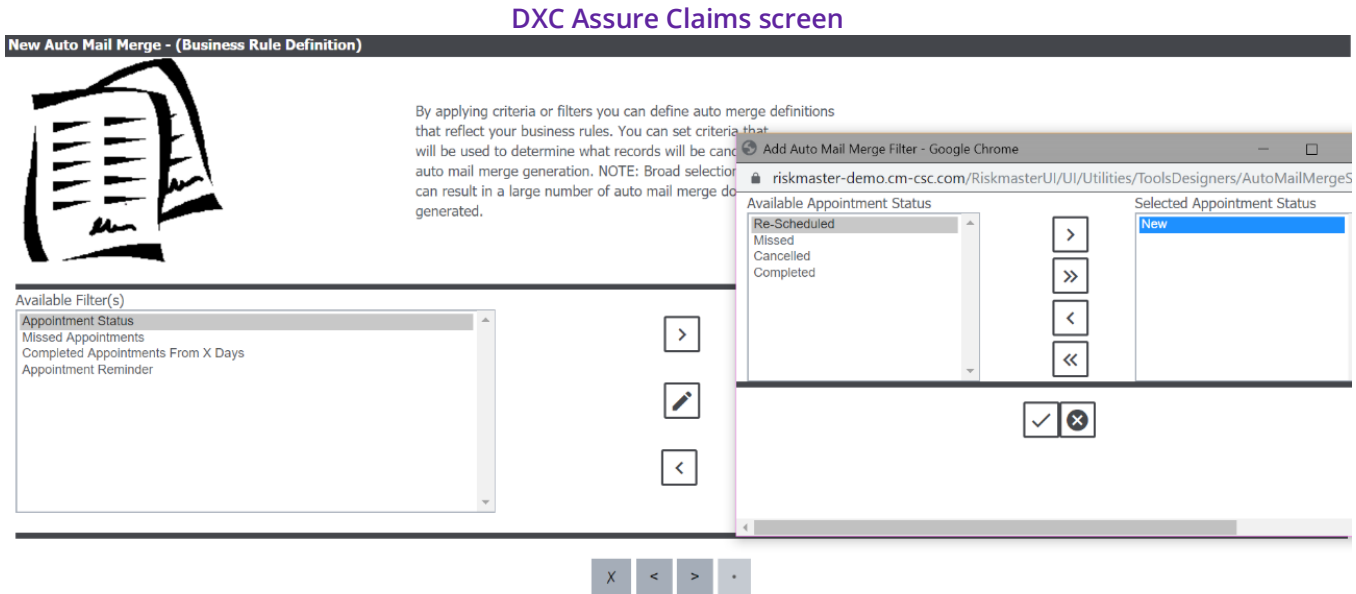 DXC Assure Claims screen
New Auto Mail Merge - (Business Rule Definition)
By applying criteria or filters you can define auto merge definitions
that reflect your business rules. You can set criteria that
will be used to determine what records will be
auto mail merge generation. NOTE: Broad
can result in a large number of auto mail merge
generated.
Add Auto Mail Merge Filter - Google Chrome
riskmaster-demo.cm-csc.com/RiskmasterUI/UI/Utilities/ToolsDesigners/AutoMailMergeS
Available Appointment Status
Re-Scheduled
Missed
Cancelled
Completed
Selected Appointment Status
New
Available Filter(s)
Appointment Status
Missed Appointments
Completed Appointments From X Days
Appointment Reminder
X < > •